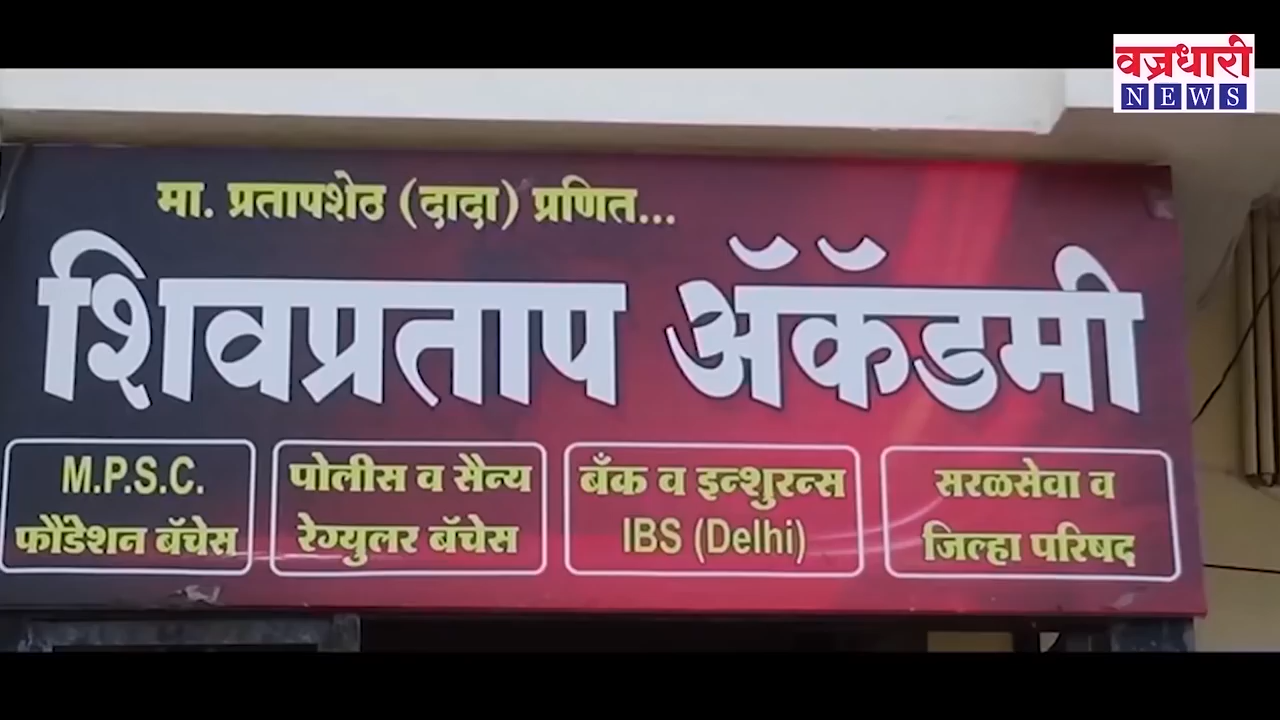 वज्रधारी
NEWS
मा. प्रतापशेठ (दादा) प्रणित...
शिवप्रताप ॲकॅडमी
M.P.S.C.
फौंडेशन बॅचेस
पोलीस व सैन्य
रेग्युलर बॅचेस
बँक व इन्शुरन्स
IBS (Delhi)
सरळसेवा व
जिल्हा परिषद